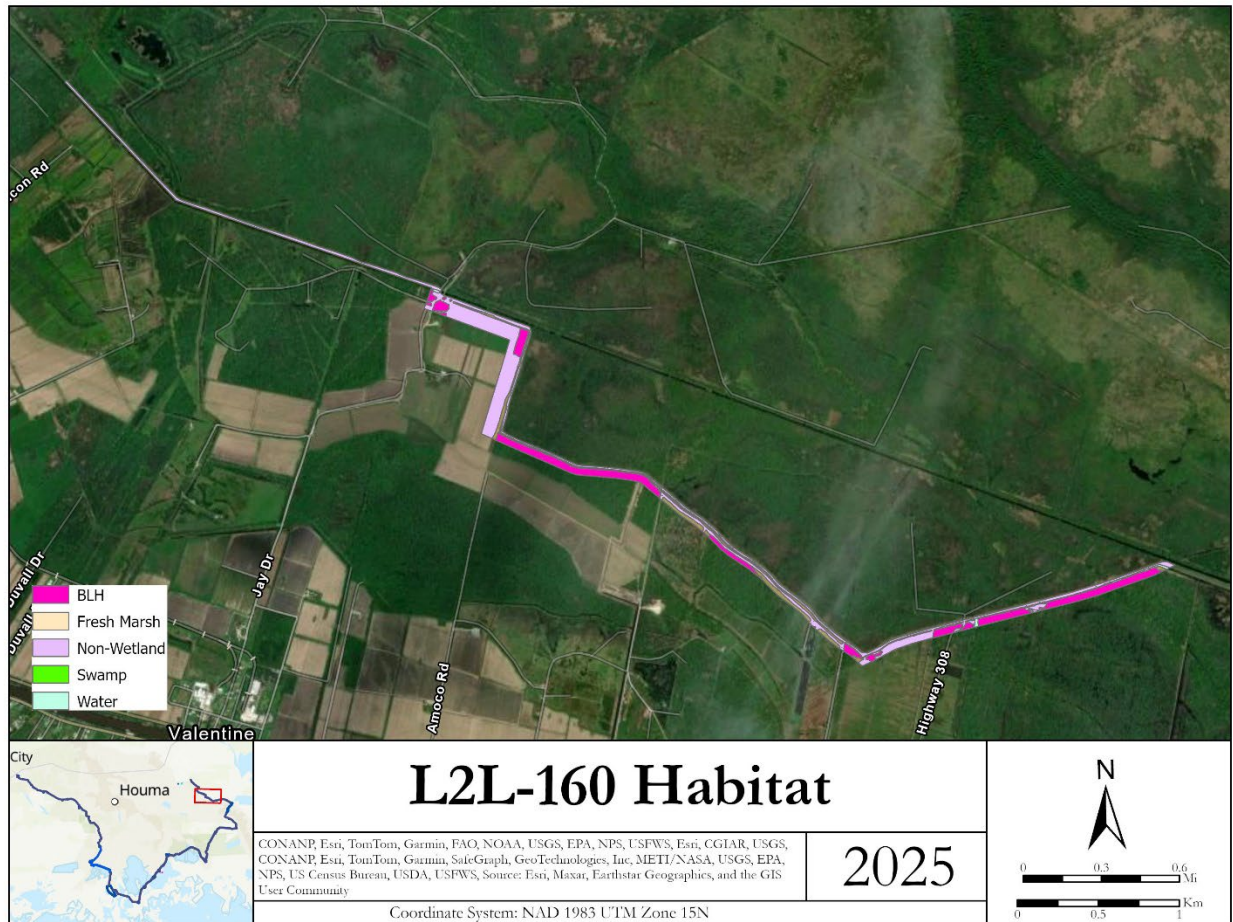 con Rd
Duvall Dr
Duvall
Jay Dr
Amoco Rd
Highway 308
Valentine
BLH
Fresh Marsh
Non-Wetland
Swamp
Water
City
Houma
L2L-160 Habitat
CONANP, Esri, TomTom, Garmin, FAO, NOAA, USGS, EPA, NPS, USFWS, Esri, CGIAR, USGS,
CONANP, Esri, TomTom, Garmin, SafeGraph, GeoTechnologies, Inc, METI/NASA, USGS, EPA,
NPS, US Census Bureau, USDA, USFWS, Source: Esri, Maxar, Earthstar Geographics, and the GIS
User Community
2025
Coordinate System: NAD 1983 UTM Zone 15N
N
0 0.3 0.6
Mi
Km
0 0.5 1